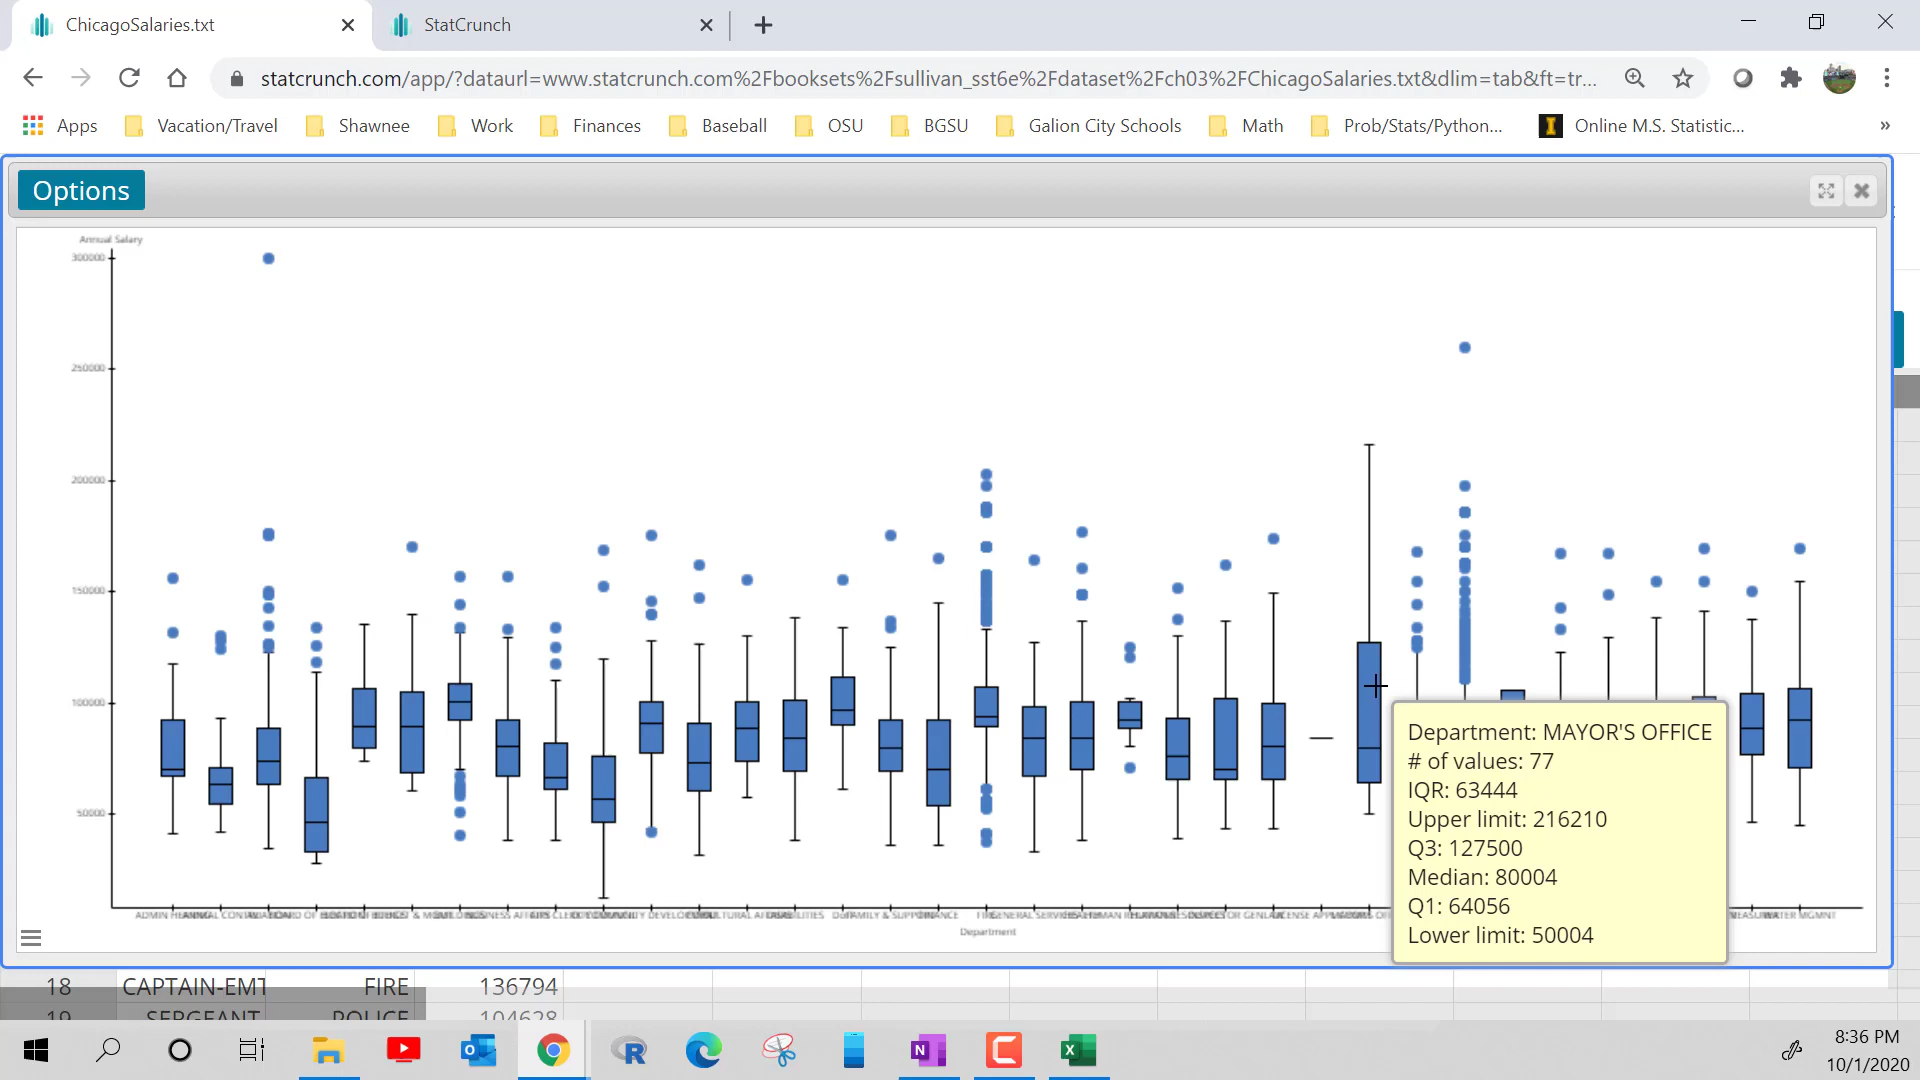 ChicagoSalaries.txt
StatCrunch
statcrunch.com/app/?dataurl=www.statcrunch.com%2Fbooksets%2Fsullivan_sst6e%2Fdataset%2Fch03%2FChicagoSalaries.txt&dlim=tab&ft=tr...
Apps Vacation/Travel Shawnee Work Finances Baseball OSU BGSU Galion City Schools Math Prob/Stats/Python... Online M.S. Statistic... »
Options
Annual Salary
300000
250000
200000
150000
100000
50000
Department
Department: MAYOR'S OFFICE
# of values: 77
IQR: 63444
Upper limit: 216210
Q3: 127500
Median: 80004
Q1: 64056
Lower limit: 50004
18 CAPTAIN-EMT FIRE 136794
19 SERGEANT POLICE 104628
8:36 PM
10/1/2020